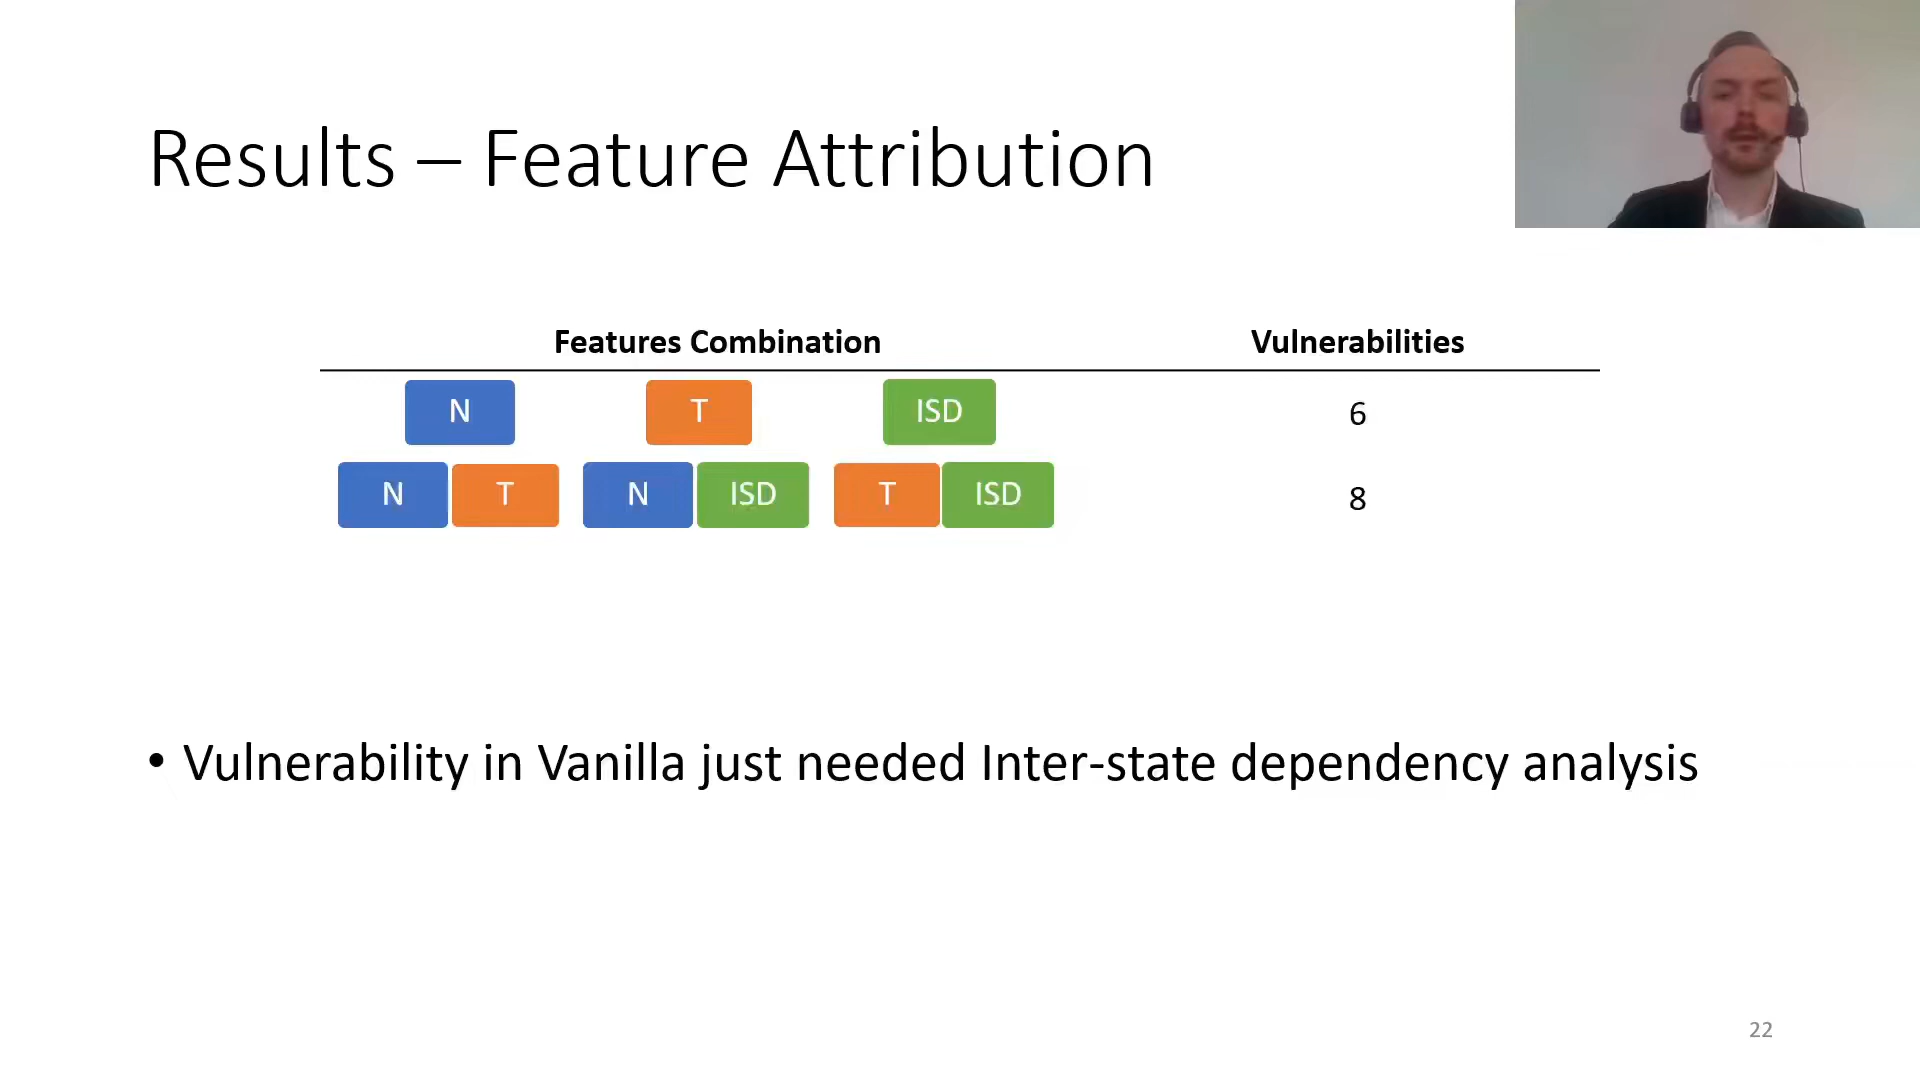 Results – Feature Attribution
Features Combination Vulnerabilities
N T ISD 6
N T N ISD T ISD 8
• Vulnerability in Vanilla just needed Inter-state dependency analysis
22